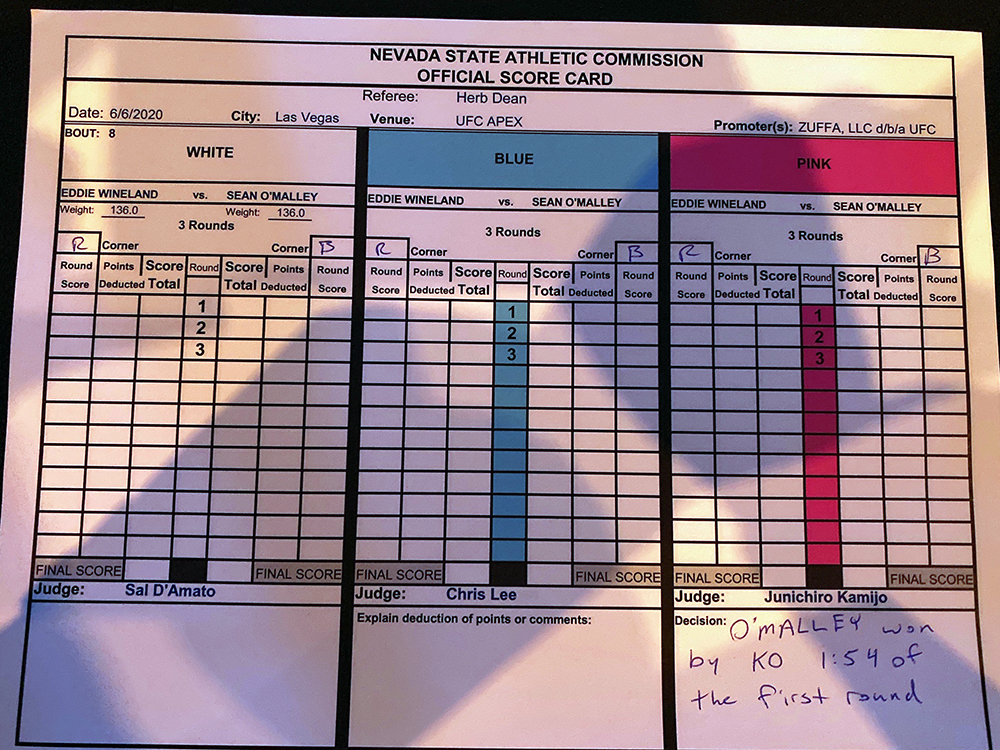 NEVADA STATE ATHLETIC COMMISSION
OFFICIAL SCORE CARD
Referee: Herb Dean
Date: 6/6/2020 City: Las Vegas Venue: UFC APEX Promoter(s): ZUFFA, LLC d/b/a UFC
BOUT: 8
WHITE BLUE PINK
EDDIE WINELAND vs. SEAN O'MALLEY EDDIE WINELAND vs. SEAN O'MALLEY EDDIE WINELAND vs. SEAN O'MALLEY
Weight: 136.0 Weight: 136.0
3 Rounds 3 Rounds 3 Rounds
R Corner Corner B R Corner Corner B R Corner Corner B
Round Points Score Round Score Points Round Round Points Score Round Score Points Round Round Points Score Round Score Points Round
Score Deducted Total Total Deducted Score Score Deducted Total Total Deducted Score Score Deducted Total Total Deducted Score
1 1 1
2 2 2
3 3 3
FINAL SCORE FINAL SCORE FINAL SCORE FINAL SCORE FINAL SCORE FINAL SCORE
Judge: Sal D'Amato Judge: Chris Lee Judge: Junichiro Kamijo
Explain deduction of points or comments: Decision: O'MALLEY won
by KO 1:54 of
the first round